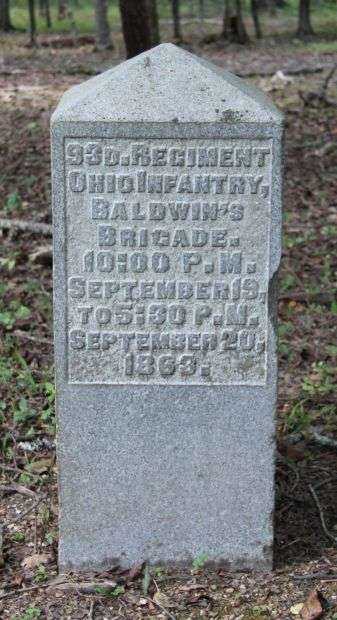 93D. REGIMENT
OHIO INFANTRY,
BALDWIN'S
BRIGADE.
10:00 P.M.
SEPTEMBER 19,
TO 5:30 P.M.
SEPTEMBER 20,
1863.